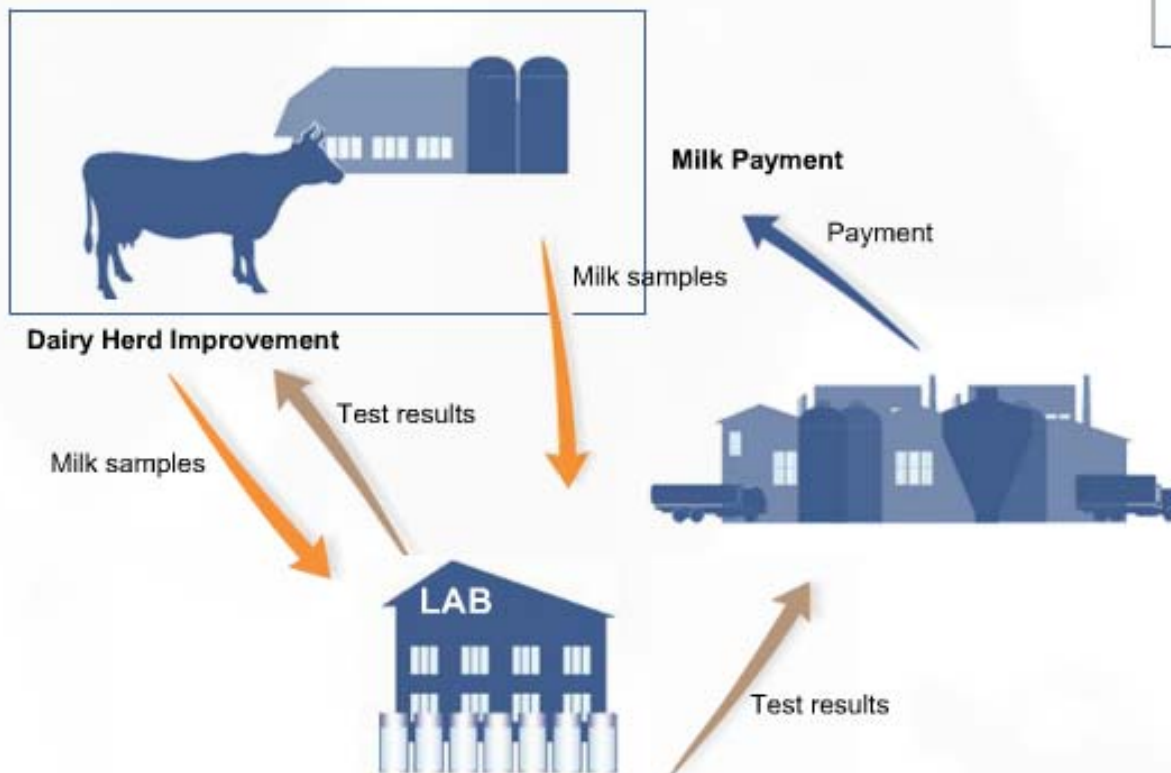 Milk Payment
Payment
Milk samples
Dairy Herd Improvement
Test results
Milk samples
LAB
Test results